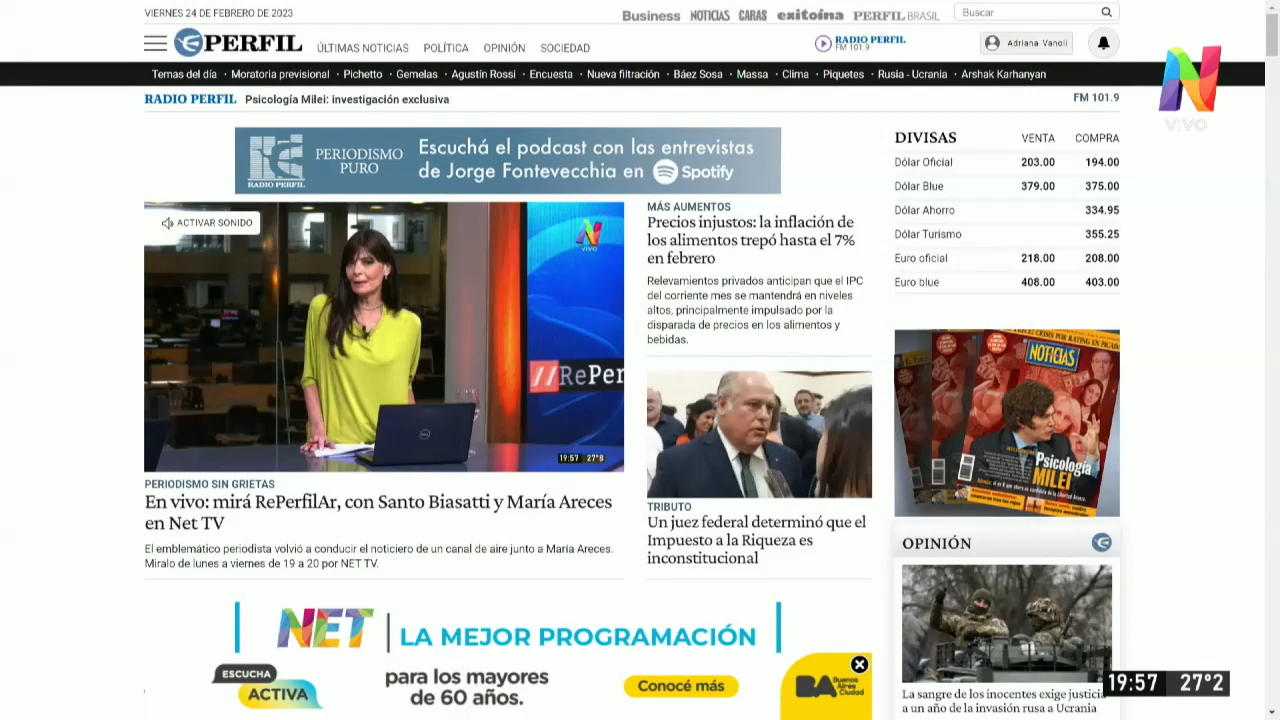 VIERNES 24 DE FEBRERO DE 2023
Business NOTICIAS CARAS exitoína PERFIL BRASIL
Buscar
PERFIL
ÚLTIMAS NOTICIAS POLÍTICA OPINIÓN SOCIEDAD
RADIO PERFIL
FM 101.9
Adriana Vanoli
Temas del día · Moratoria previsional · Pichetto · Gemelas · Agustín Rossi · Encuesta · Nueva filtración · Báez Sosa · Massa · Clima · Piquetes · Rusia - Ucrania · Arshak Karhanyan
N
VIVO
RADIO PERFIL Psicología Milei: investigación exclusiva
FM 101.9
RADIO PERFIL
PERIODISMO
PURO
Escuchá el podcast con las entrevistas
de Jorge Fontevecchia en Spotify
DIVISAS VENTA COMPRA
Dólar Oficial 203.00 194.00
Dólar Blue 379.00 375.00
Dólar Ahorro 334.95
Dólar Turismo 355.25
Euro oficial 218.00 208.00
Euro blue 408.00 403.00
ACTIVAR SONIDO
VIVO
//RePer
19:57 27°8
PERIODISMO SIN GRIETAS
En vivo: mirá RePerfilAr, con Santo Biasatti y María Areces
en Net TV
El emblemático periodista volvió a conducir el noticiero de un canal de aire junto a María Areces.
Miralo de lunes a viernes de 19 a 20 por NET TV.
MÁS AUMENTOS
Precios injustos: la inflación de
los alimentos trepó hasta el 7%
en febrero
Relevamientos privados anticipan que el IPC
del corriente mes se mantendrá en niveles
altos, principalmente impulsado por la
disparada de precios en los alimentos y
bebidas.
TRIBUTO
Un juez federal determinó que el
Impuesto a la Riqueza es
inconstitucional
NOTICIAS
Psicología
MILEI
OPINIÓN
La sangre de los inocentes exige justicia
a un año de la invasión rusa a Ucrania
NET LA MEJOR PROGRAMACIÓN
ESCUCHA
ACTIVA
para los mayores
de 60 años.
Conocé más
BA Buenos
Aires
Ciudad
19:57 27°2